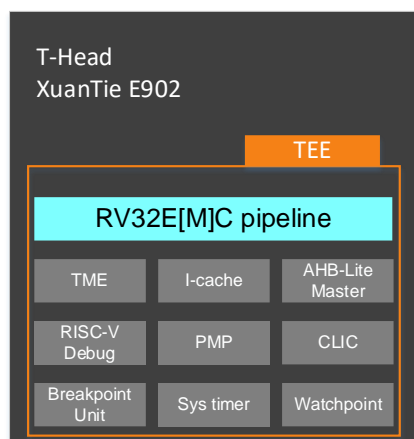 T-Head
XuanTie E902
TEE
RV32E[M]C pipeline
TME
I-cache
AHB-Lite
Master
RISC-V
Debug
PMP
CLIC
Breakpoint
Unit
Sys timer
Watchpoint